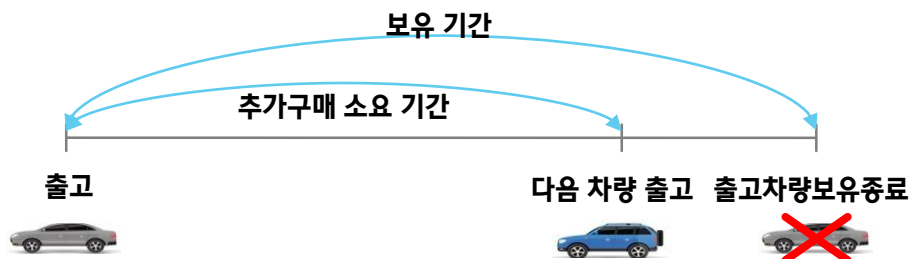 보유 기간
추가구매 소요 기간
출고
다음 차량 출고
출고차량보유종료